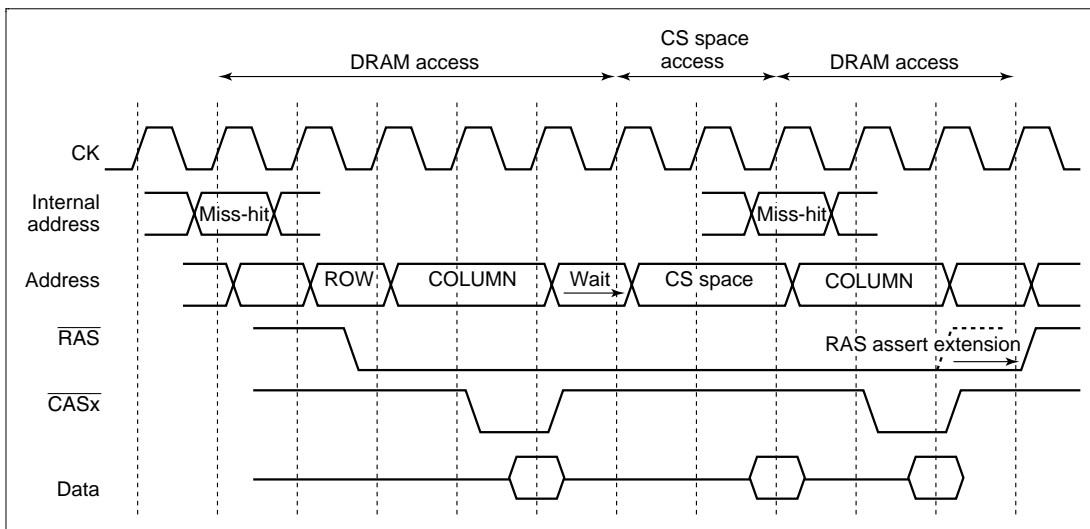 CS space
access
DRAM access
DRAM access
CK
Internal
address
Miss-hit
Miss-hit
Address
ROW
COLUMN
Wait
CS space
COLUMN
RAS
RAS assert extension
CASx
Data